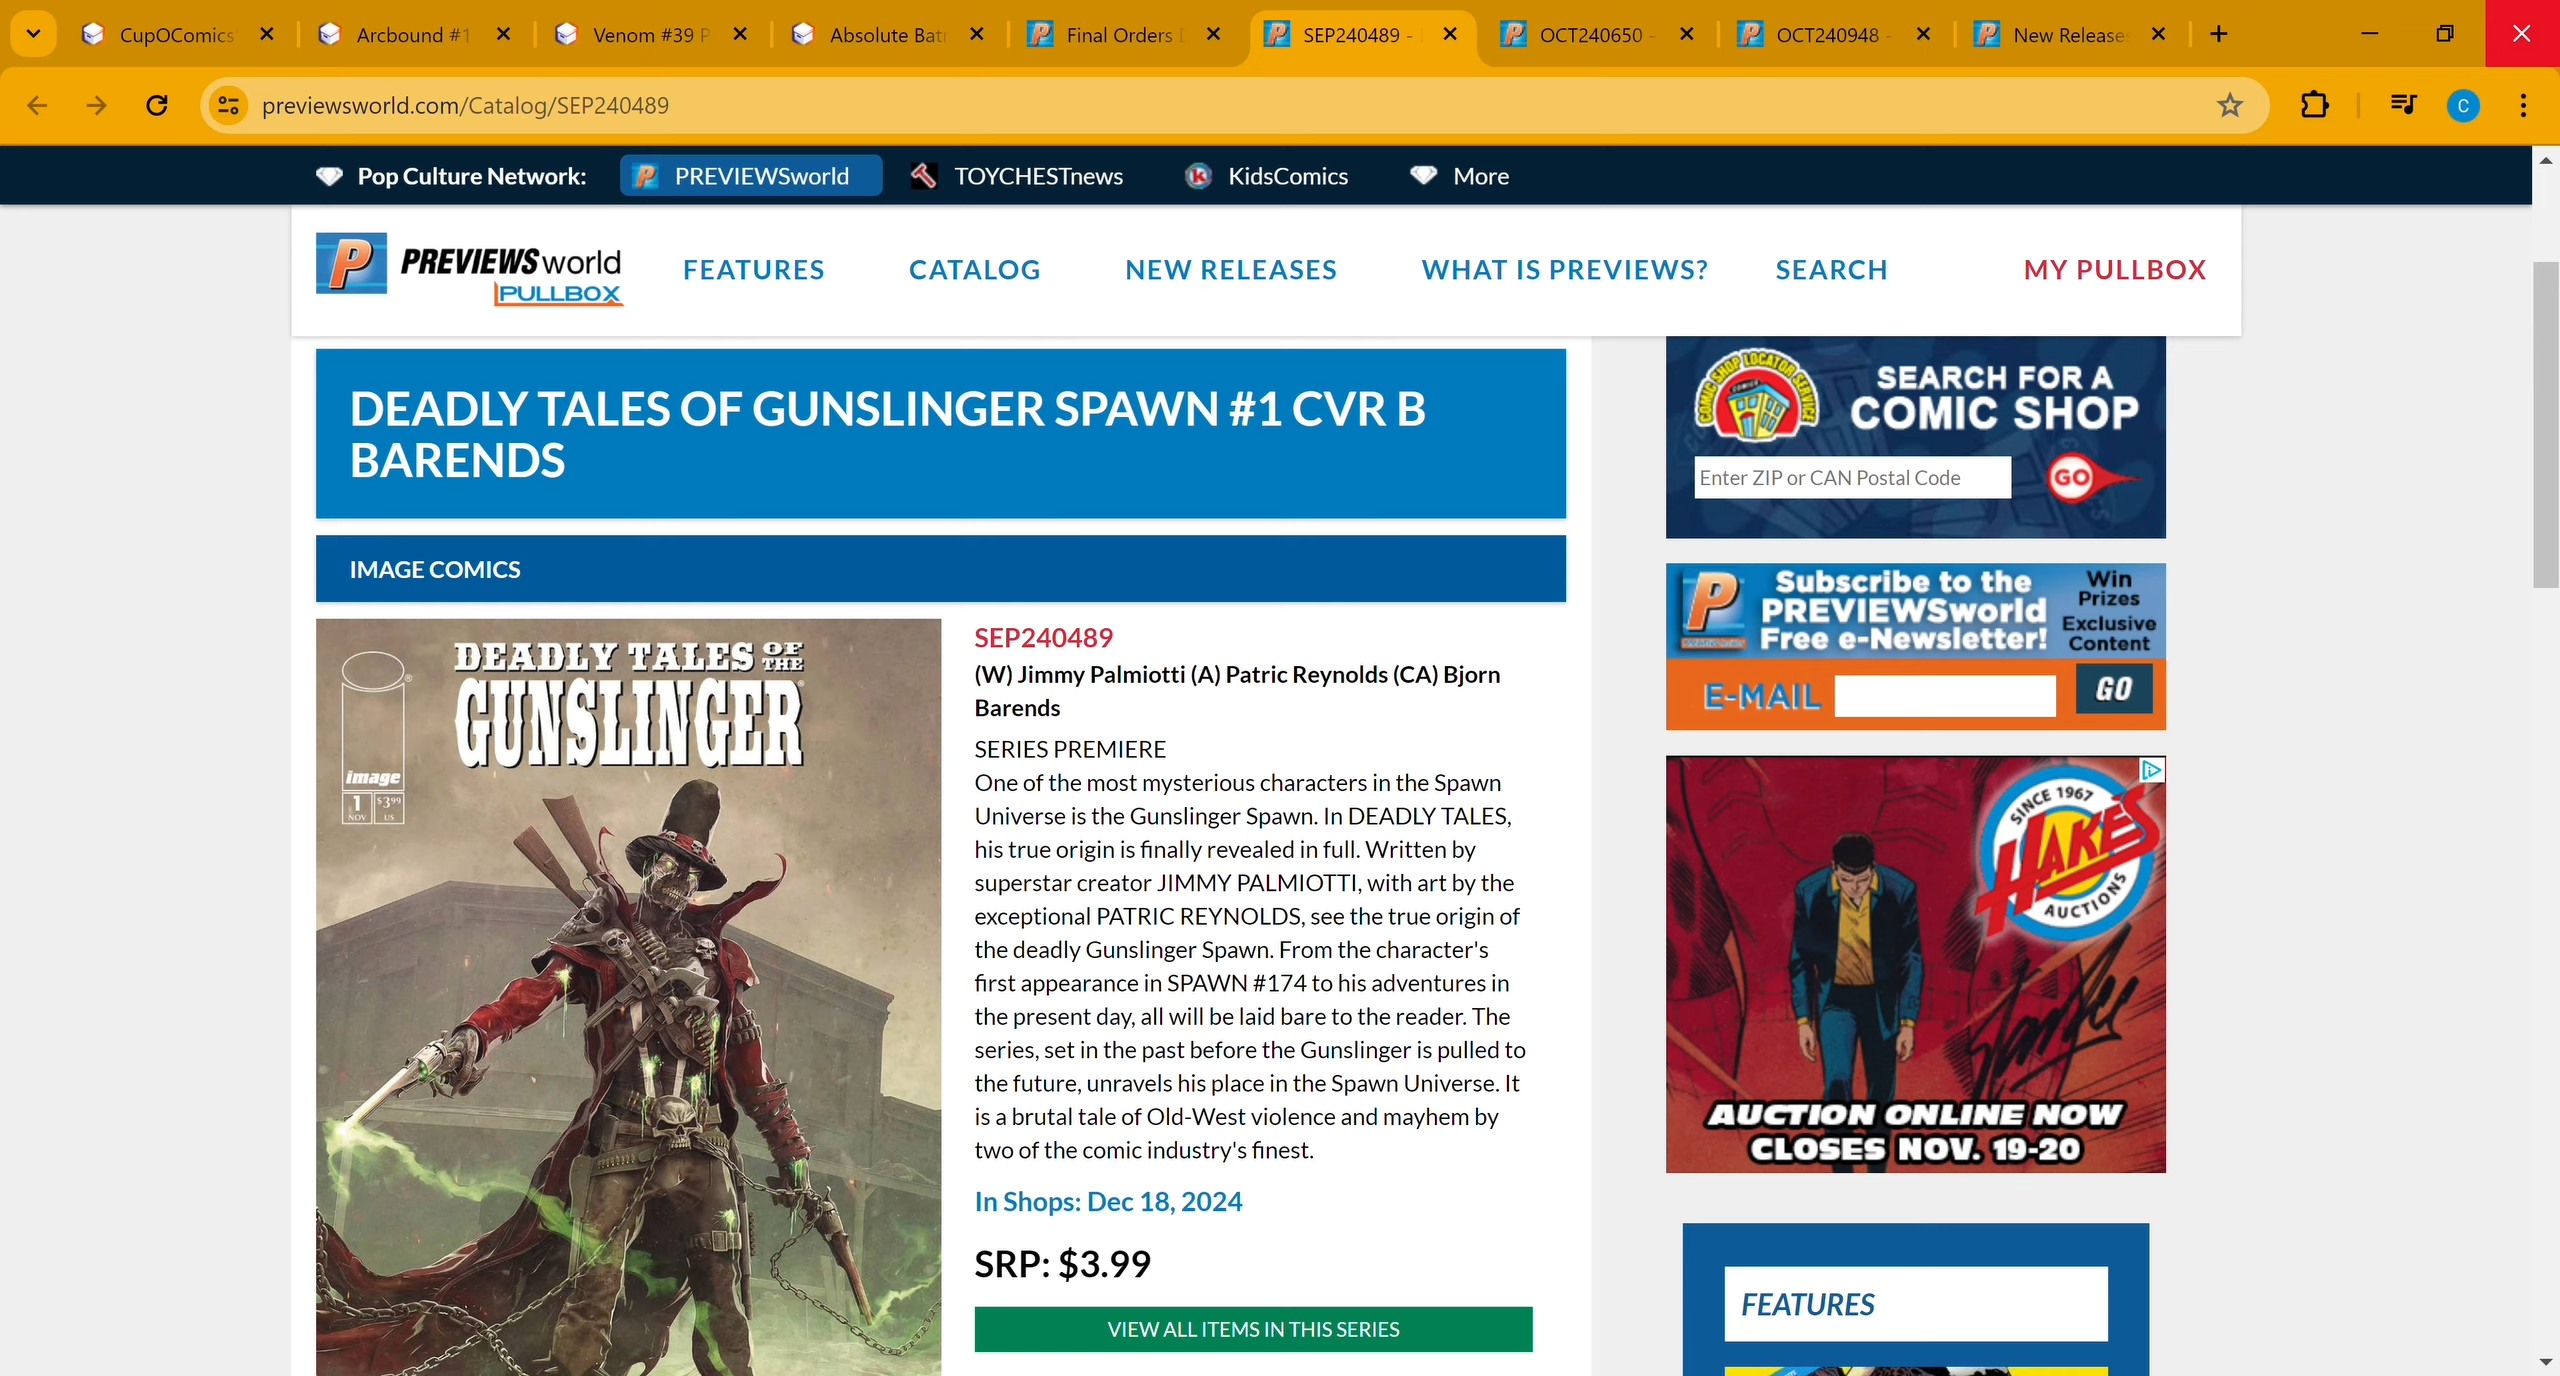 CupOComics
Arcbound #1
Venom #39 P
Absolute Bat
Final Orders
SEP240489 -
OCT240650 -
OCT240948 -
New Release
previewsworld.com/Catalog/SEP240489
C
Pop Culture Network:
PREVIEWSworld
TOYCHESTnews
KidsComics
More
P PREVIEWSworld
PULLBOX
FEATURES
CATALOG
NEW RELEASES
WHAT IS PREVIEWS?
SEARCH
MY PULLBOX
DEADLY TALES OF GUNSLINGER SPAWN #1 CVR B
BARENDS
IMAGE COMICS
DEADLY TALES OF THE
GUNSLINGER
image
1 $3.99
NOV US
SEP240489
(W) Jimmy Palmiotti (A) Patric Reynolds (CA) Bjorn
Barends
SERIES PREMIERE
One of the most mysterious characters in the Spawn
Universe is the Gunslinger Spawn. In DEADLY TALES,
his true origin is finally revealed in full. Written by
superstar creator JIMMY PALMIOTTI, with art by the
exceptional PATRIC REYNOLDS, see the true origin of
the deadly Gunslinger Spawn. From the character's
first appearance in SPAWN #174 to his adventures in
the present day, all will be laid bare to the reader. The
series, set in the past before the Gunslinger is pulled to
the future, unravels his place in the Spawn Universe. It
is a brutal tale of Old-West violence and mayhem by
two of the comic industry's finest.
In Shops: Dec 18, 2024
SRP: $3.99
VIEW ALL ITEMS IN THIS SERIES
COMIC SHOP LOCATOR SERVICE
COMICS
SEARCH FOR A
COMIC SHOP
Enter ZIP or CAN Postal Code
GO
P
Subscribe to the
PREVIEWSworld
Free e-Newsletter!
Win
Prizes
Exclusive
Content
E-MAIL
GO
SINCE 1967
HAKE'S
AUCTIONS
Stan Lee
AUCTION ONLINE NOW
CLOSES NOV. 19-20
FEATURES